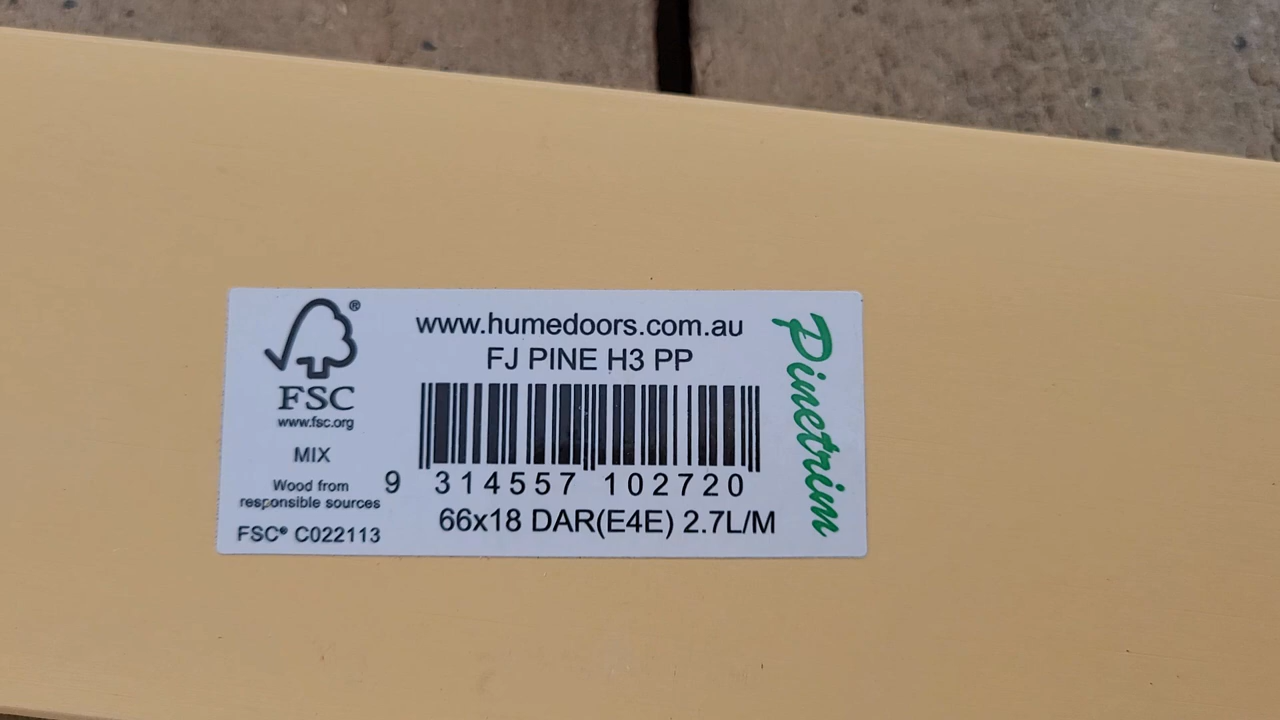 ®
FSC
www.fsc.org
MIX
Wood from
responsible sources
FSC® C022113
www.humedoors.com.au
FJ PINE H3 PP
9 314557 102720
66x18 DAR(E4E) 2.7L/M
Pinetrim